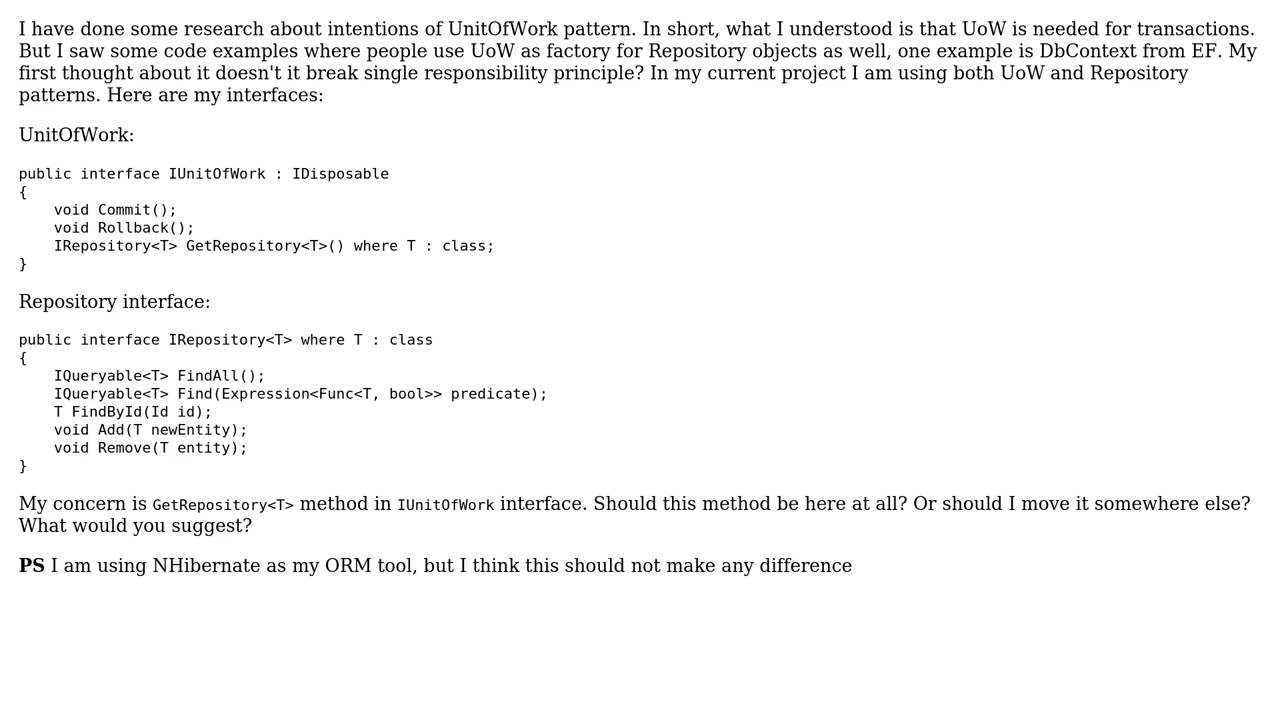 I have done some research about intentions of UnitOfWork pattern. In short, what I understood is that UoW is needed for transactions.
But I saw some code examples where people use UoW as factory for Repository objects as well, one example is DbContext from EF. My
first thought about it doesn't it break single responsibility principle? In my current project I am using both UoW and Repository
patterns. Here are my interfaces:
UnitOfWork:
public interface IUnitOfWork : IDisposable
{
    void Commit();
    void Rollback();
    IRepository<T> GetRepository<T>() where T : class;
}
Repository interface:
public interface IRepository<T> where T : class
{
    IQueryable<T> FindAll();
    IQueryable<T> Find(Expression<Func<T, bool>> predicate);
    T FindById(Id id);
    void Add(T newEntity);
    void Remove(T entity);
}
My concern is GetRepository<T> method in IUnitOfWork interface. Should this method be here at all? Or should I move it somewhere else?
What would you suggest?
PS I am using NHibernate as my ORM tool, but I think this should not make any difference